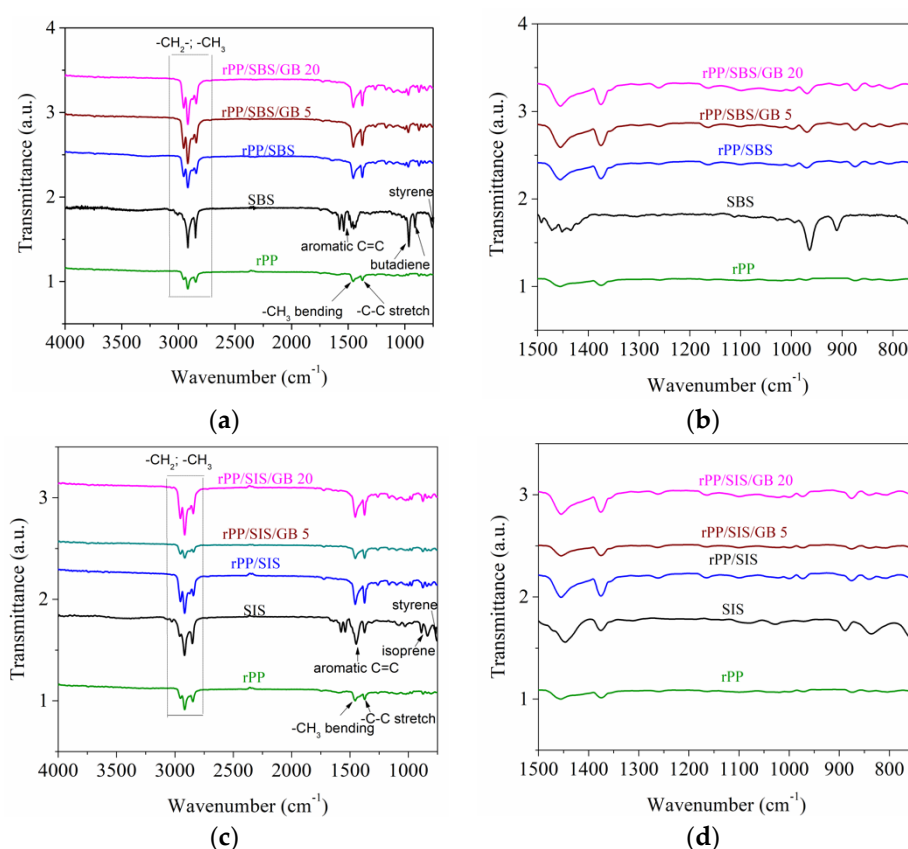 4
-CH₂-; -CH₃
rPP/SBS/GB 20
3
rPP/SBS/GB 5
rPP/SBS
2
SBS
styrene
aromatic C=C
butadiene
rPP
1
-CH₃ bending
-C-C stretch
4000 3500 3000 2500 2000 1500 1000
Wavenumber (cm⁻¹)
Transmittance (a.u.)
(a)
4
rPP/SBS/GB 20
3
rPP/SBS/GB 5
rPP/SBS
2
SBS
rPP
1
1500 1400 1300 1200 1100 1000 900 800
Wavenumber (cm⁻¹)
Transmittance (a.u.)
(b)
-CH₂; -CH₃
rPP/SIS/GB 20
3
rPP/SIS/GB 5
rPP/SIS
2
SIS
styrene
isoprene
aromatic C=C
rPP
1
-CH₃ bending
-C-C stretch
4000 3500 3000 2500 2000 1500 1000
Wavenumber (cm⁻¹)
Transmittance (a.u.)
(c)
rPP/SIS/GB 20
3
rPP/SIS/GB 5
rPP/SIS
2
SIS
rPP
1
1500 1400 1300 1200 1100 1000 900 800
Wavenumber (cm⁻¹)
Transmittance (a.u.)
(d)